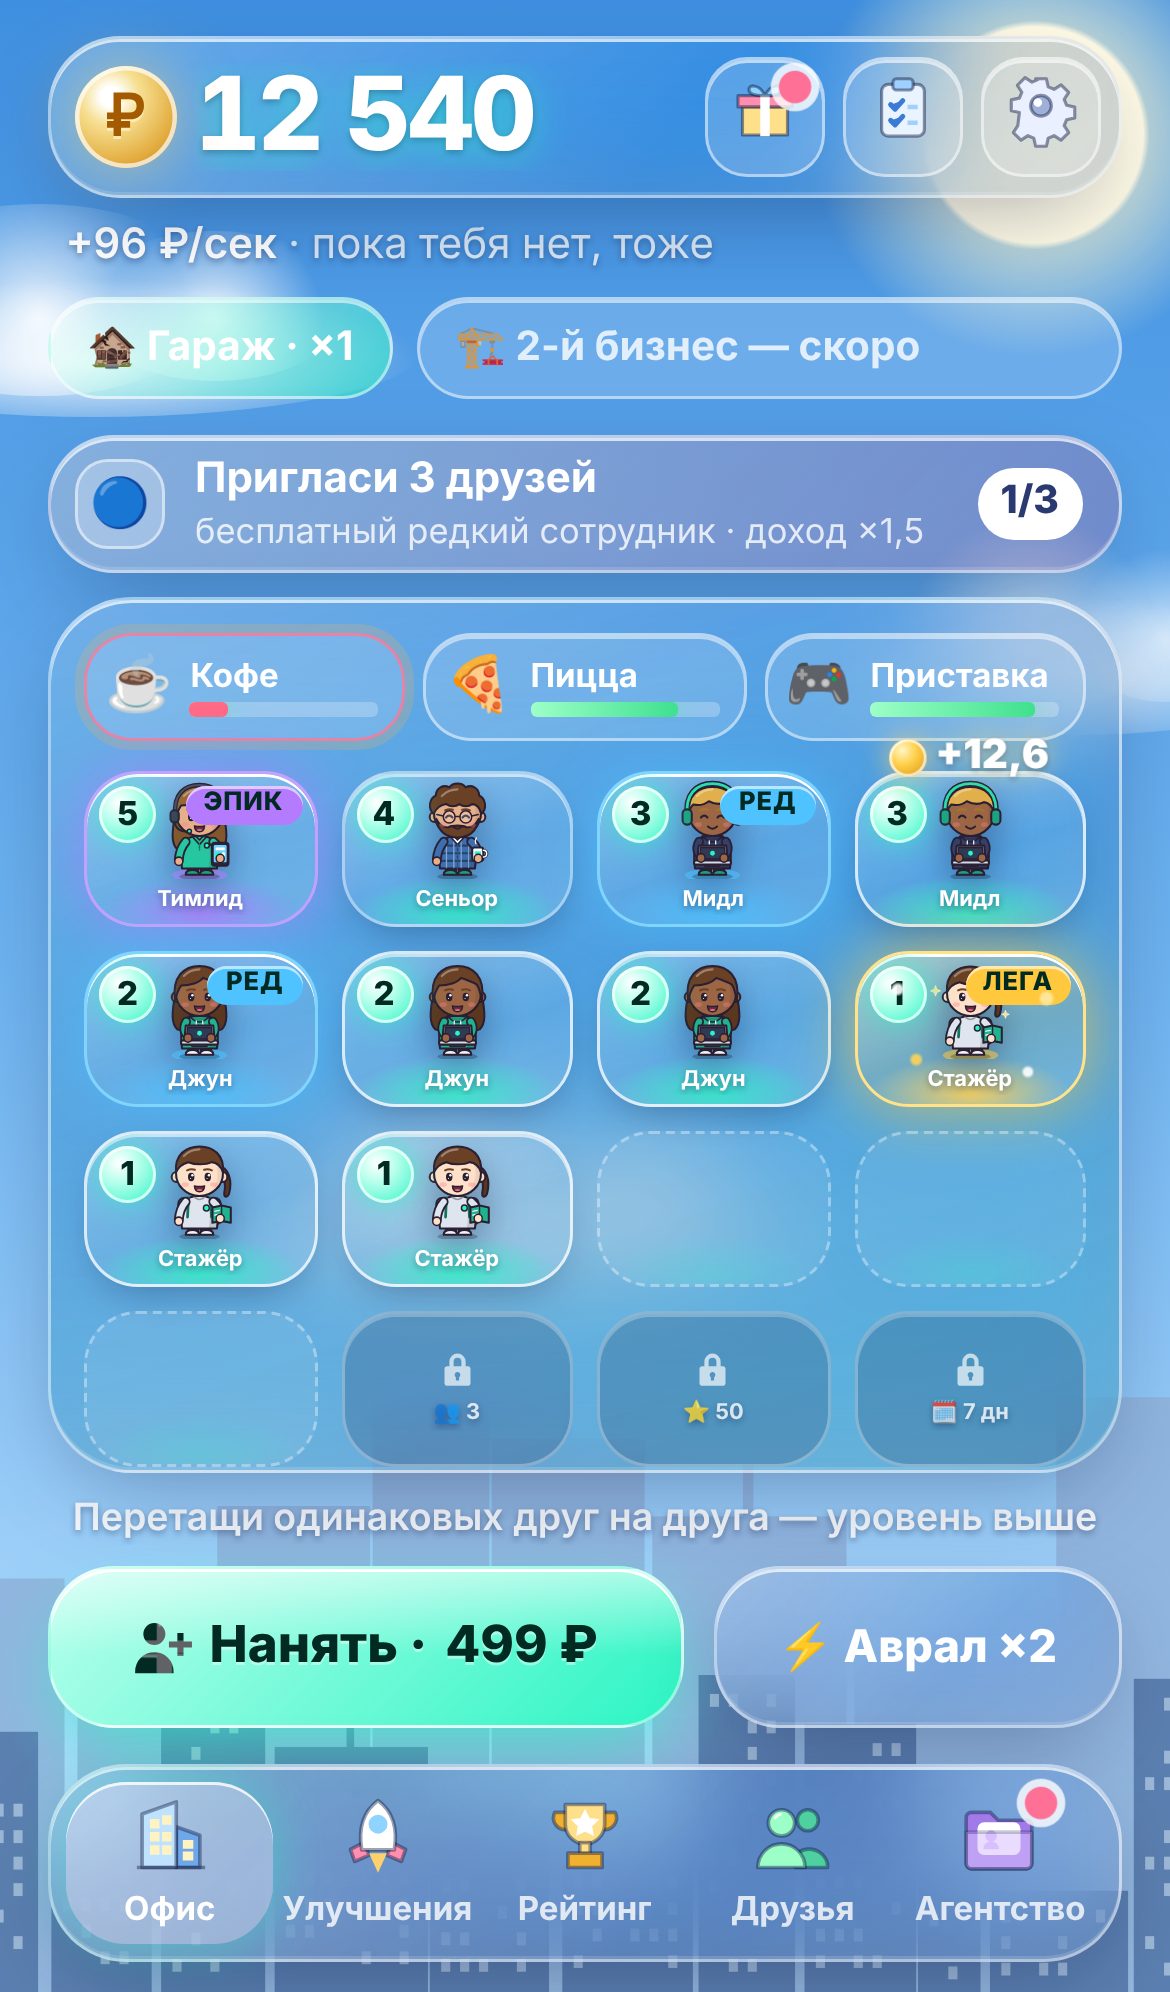 ₽ 12 540
+96 ₽/сек · пока тебя нет, тоже
Гараж · ×1
2-й бизнес — скоро
Пригласи 3 друзей
бесплатный редкий сотрудник · доход ×1,5
1/3
Кофе
Пицца
Приставка
+12,6
5 ЭПИК
Тимлид
4
Сеньор
3 РЕД
Мидл
3
Мидл
2 РЕД
Джун
2
Джун
2
Джун
1 ЛЕГА
Стажёр
1
Стажёр
1
Стажёр
3
50
7 дн
Перетащи одинаковых друг на друга — уровень выше
Нанять · 499 ₽
Аврал ×2
Офис
Улучшения
Рейтинг
Друзья
Агентство